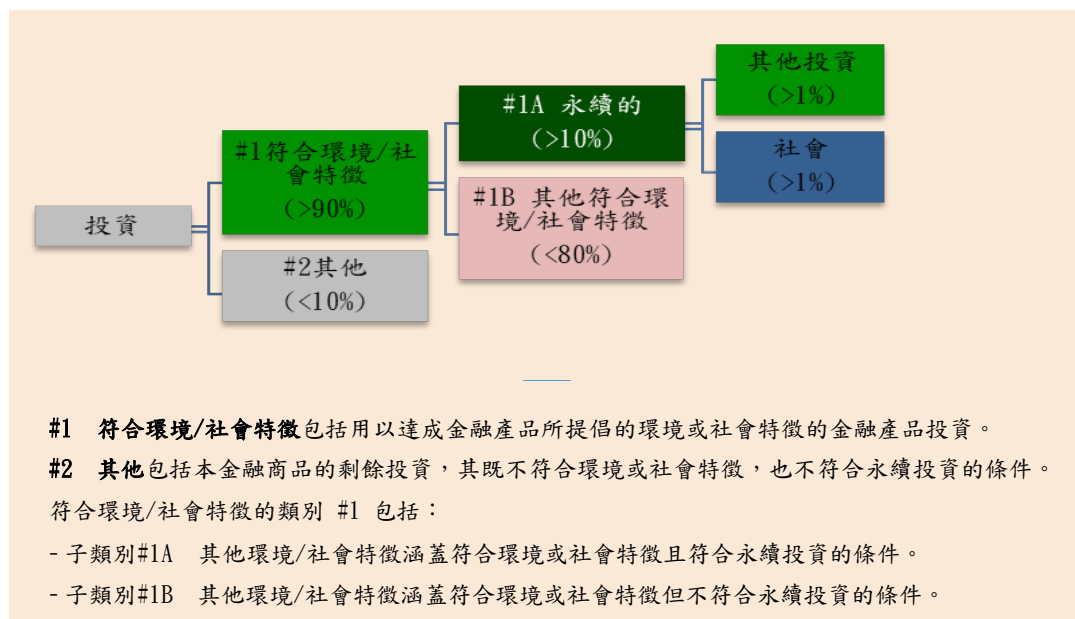 投資
#1符合環境/社
會特徵
(>90%)
#2其他
(<10%)
#1A 永續的
(>10%)
#1B 其他符合環
境/社會特徵
(<80%)
其他投資
(>1%)
社會
(>1%)
#1 符合環境/社會特徵包括用以達成金融產品所提倡的環境或社會特徵的金融產品投資。
#2 其他包括本金融商品的剩餘投資，其既不符合環境或社會特徵，也不符合永續投資的條件。
符合環境/社會特徵的類別 #1 包括：
- 子類別#1A 其他環境/社會特徵涵蓋符合環境或社會特徵且符合永續投資的條件。
- 子類別#1B 其他環境/社會特徵涵蓋符合環境或社會特徵但不符合永續投資的條件。